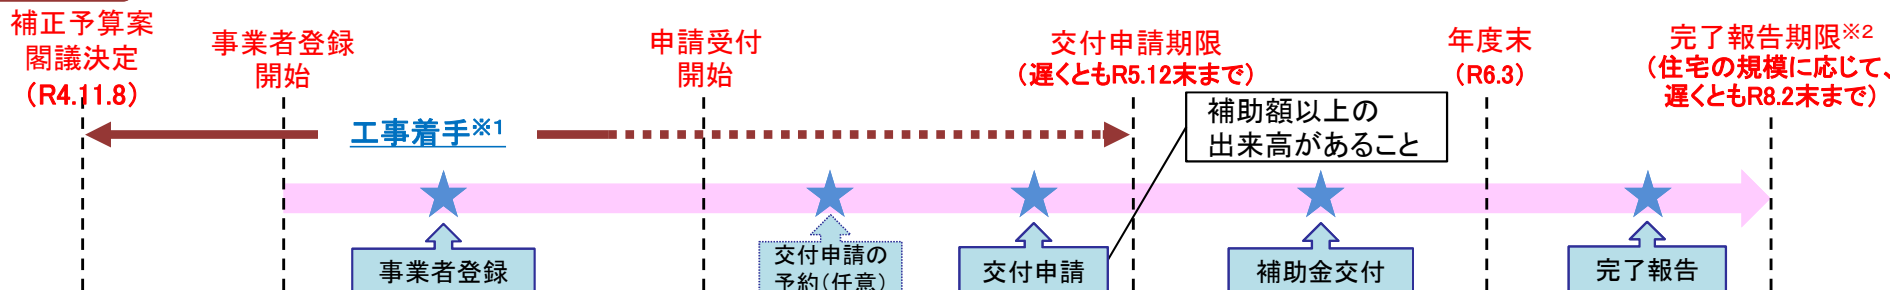 補正予算案
閣議決定
(R4.11.8)
事業者登録
開始
申請受付
開始
交付申請期限
(遅くともR5.12末まで)
年度末
(R6.3)
完了報告期限※2
(住宅の規模に応じて、
遅くともR8.2末まで)
工事着手※1
補助額以上の
出来高があること
事業者登録
交付申請の
予約(任意)
交付申請
補助金交付
完了報告